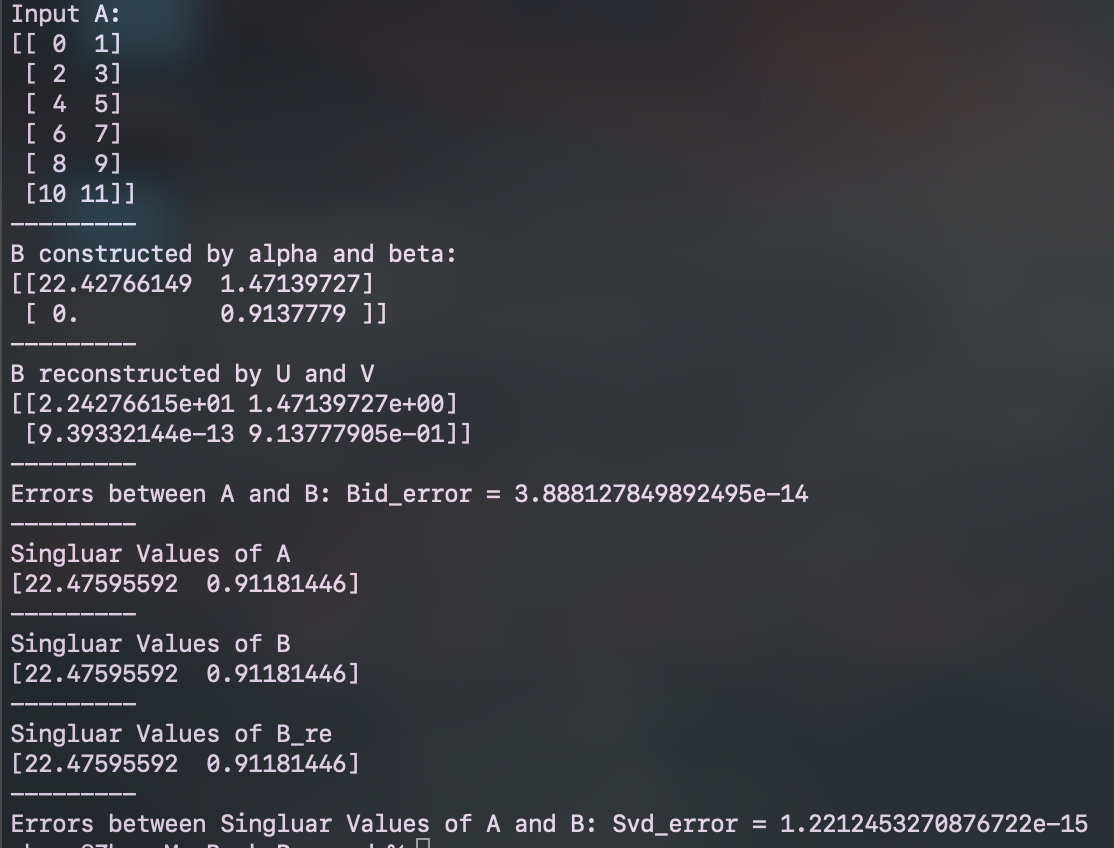 Input A:
[[ 0  1]
 [ 2  3]
 [ 4  5]
 [ 6  7]
 [ 8  9]
 [10 11]]
—————————
B constructed by alpha and beta:
[[22.42766149  1.47139727]
 [ 0.          0.9137779 ]]
—————————
B reconstructed by U and V
[[2.24276615e+01 1.47139727e+00]
 [9.39332144e-13 9.13777905e-01]]
—————————
Errors between A and B: Bid_error = 3.888127849892495e-14
—————————
Singluar Values of A
[22.47595592  0.91181446]
—————————
Singluar Values of B
[22.47595592  0.91181446]
—————————
Singluar Values of B_re
[22.47595592  0.91181446]
—————————
Errors between Singluar Values of A and B: Svd_error = 1.2212453270876722e-15